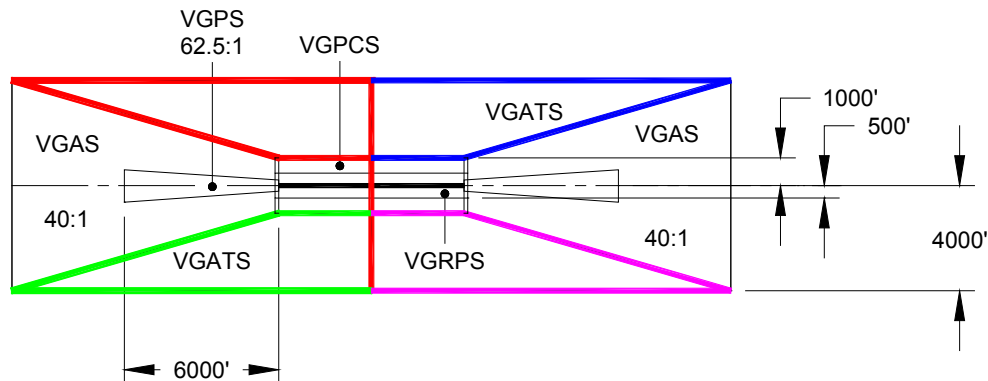 VGPS
62.5:1
VGPCS
VGATS
1000'
500'
VGAS
VGAS
40:1
40:1
VGATS
VGRPS
4000'
6000'